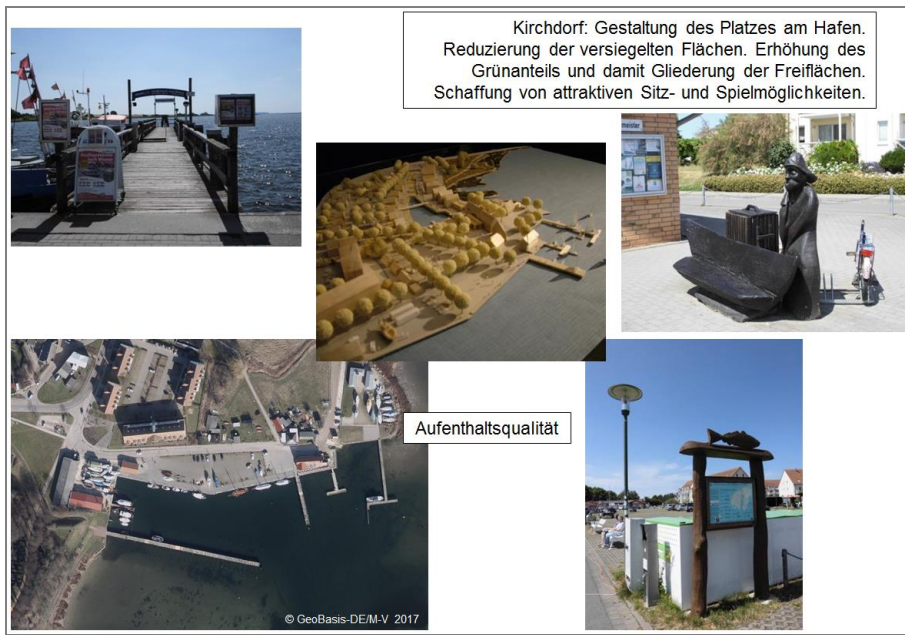 Kirchdorf: Gestaltung des Platzes am Hafen.
Reduzierung der versiegelten Flächen. Erhöhung des
Grünanteils und damit Gliederung der Freiflächen.
Schaffung von attraktiven Sitz- und Spielmöglichkeiten.
meister
Aufenthaltsqualität
© GeoBasis-DE/M-V 2017